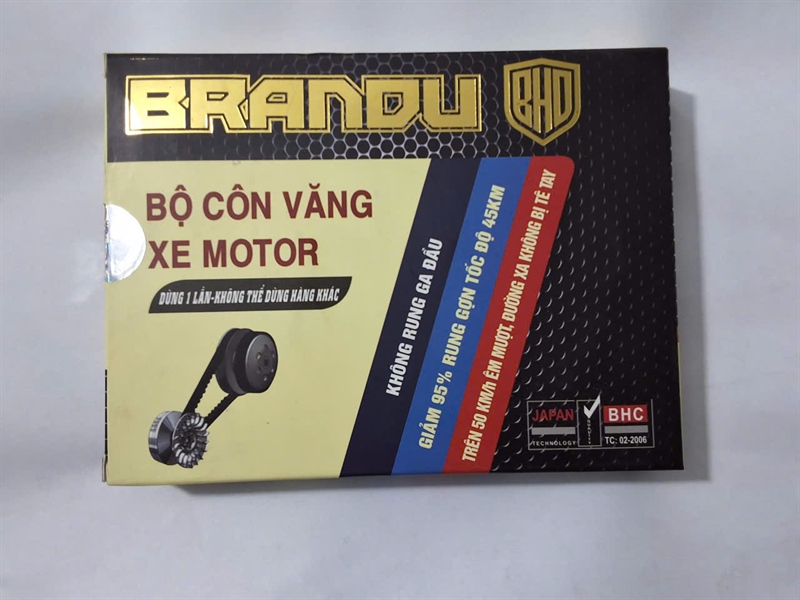 BRANDU
BHD
BỘ CÔN VĂNG
XE MOTOR
DÙNG 1 LẦN-KHÔNG THỂ DÙNG HÀNG KHÁC
KHÔNG RUNG GA ĐẦU
GIẢM 95% RUNG GỢN TỐC ĐỘ 45KM
TRÊN 50 KM/h ÊM MƯỢT, ĐƯỜNG XA KHÔNG BỊ TÊ TAY
JAPAN
TECHNOLOGY
BHC
TC: 02-2006